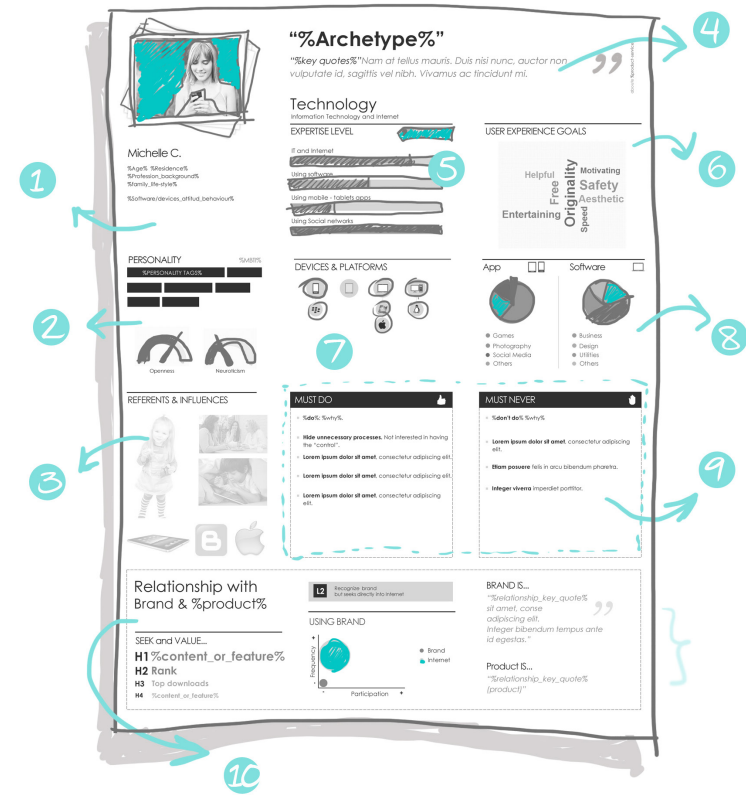 “%Archetype%”
“%key quotes%”Nam at tellus mauris. Duis nisi nunc, auctor non
vulputate id, sagittis vel nibh. Vivamus ac tincidunt mi.
”
4
Technology
Information Technology and Internet
EXPERTISE LEVEL
IT and Internet
Using software
Using mobile - tablets apps
Using Social networks
5
USER EXPERIENCE GOALS
Helpful
Free
Originality
Motivating
Safety
Aesthetic
Entertaining
Speed
6
Michelle C.
%Age% %Residence%
%Profession_background%
%family_life-style%
%Software/devices_attitud_behaviour%
1
PERSONALITY
%MBTI%
%PERSONALITY TAGS%
Openness
Neuroticism
2
DEVICES & PLATFORMS
7
App
Games
Photography
Social Media
Others
Software
Business
Design
Utilities
Others
8
REFERENTS & INFLUENCES
3
MUST DO
%do%: %why%.
Hide unnecessary processes. Not interested in having
the “control”.
Lorem ipsum dolor sit amet, consectetur adipiscing elit.
Lorem ipsum dolor sit amet, consectetur adipiscing elit.
Lorem ipsum dolor sit amet, consectetur adipiscing
elit.
MUST NEVER
%don't do% %why%.
Lorem ipsum dolor sit amet, consectetur adipiscing
elit.
Etiam posuere felis in arcu bibendum pharetra.
Integer viverra imperdiet porttitor.
9
Relationship with
Brand & %product%
SEEK and VALUE...
H1 %content_or_feature%
H2 Rank
H3 Top downloads
H4 %content_or_feature%
10
L2
Recognise brand
but seeks directly into Internet
USING BRAND
Frequency
+
-
- Participation +
Brand
Internet
BRAND IS...
“%relationship_key_quote%
sit amet, conse
adipiscing elit.
Integer bibendum tempus ante
id egestas.”
”
Product IS...
“%relationship_key_quote%
(product)”